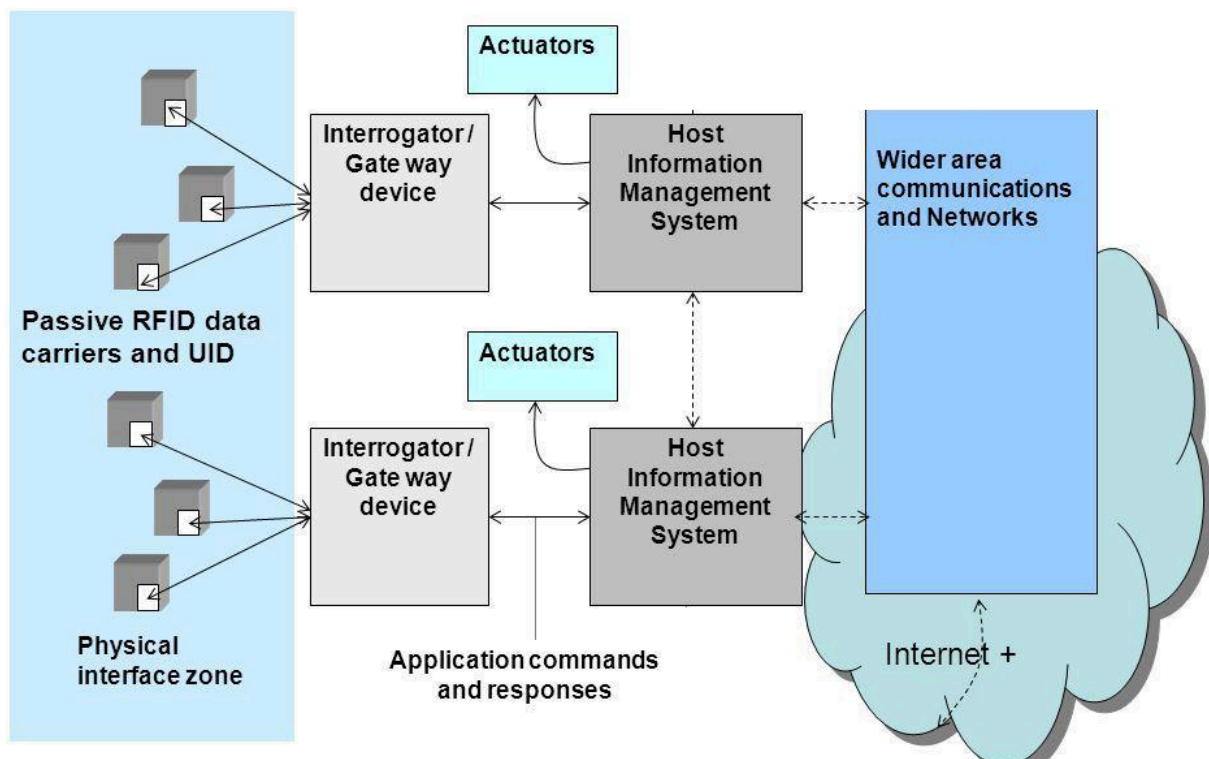 Actuators
Interrogator /
Gate way
device
Host
Information
Management
System
Wider area
communications
and Networks
Passive RFID data
carriers and UID
Actuators
Interrogator /
Gate way
device
Host
Information
Management
System
Physical
interface zone
Application commands
and responses
Internet +